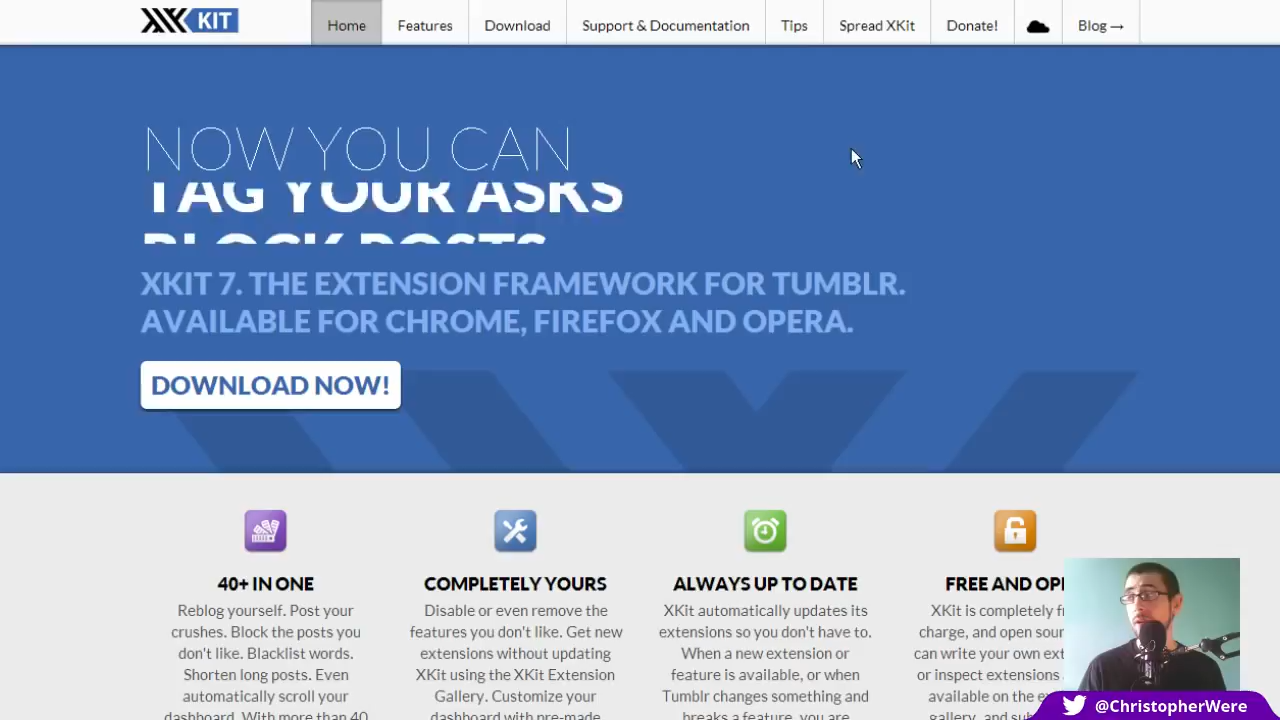 XK KIT
Home
Features
Download
Support & Documentation
Tips
Spread XKit
Donate!
Blog →
NOW YOU CAN
TAG YOUR ASKS
BLOCK POSTS
XKIT 7. THE EXTENSION FRAMEWORK FOR TUMBLR.
AVAILABLE FOR CHROME, FIREFOX AND OPERA.
DOWNLOAD NOW!
40+ IN ONE
Reblog yourself. Post your
crushes. Block the posts you
don't like. Blacklist words.
Shorten long posts. Even
automatically scroll your
dashboard. With more than 40
COMPLETELY YOURS
Disable or even remove the
features you don't like. Get new
extensions without updating
XKit using the XKit Extension
Gallery. Customize your
dashboard with pre-made
ALWAYS UP TO DATE
XKit automatically updates its
extensions so you don't have to.
When a new extension or
feature is available, or when
Tumblr changes something and
breaks a feature, you are
FREE AND OP
XKit is completely f
charge, and open sour
can write your own ext
or inspect extensions
available on the ex
gallery, and sub
@ChristopherWere